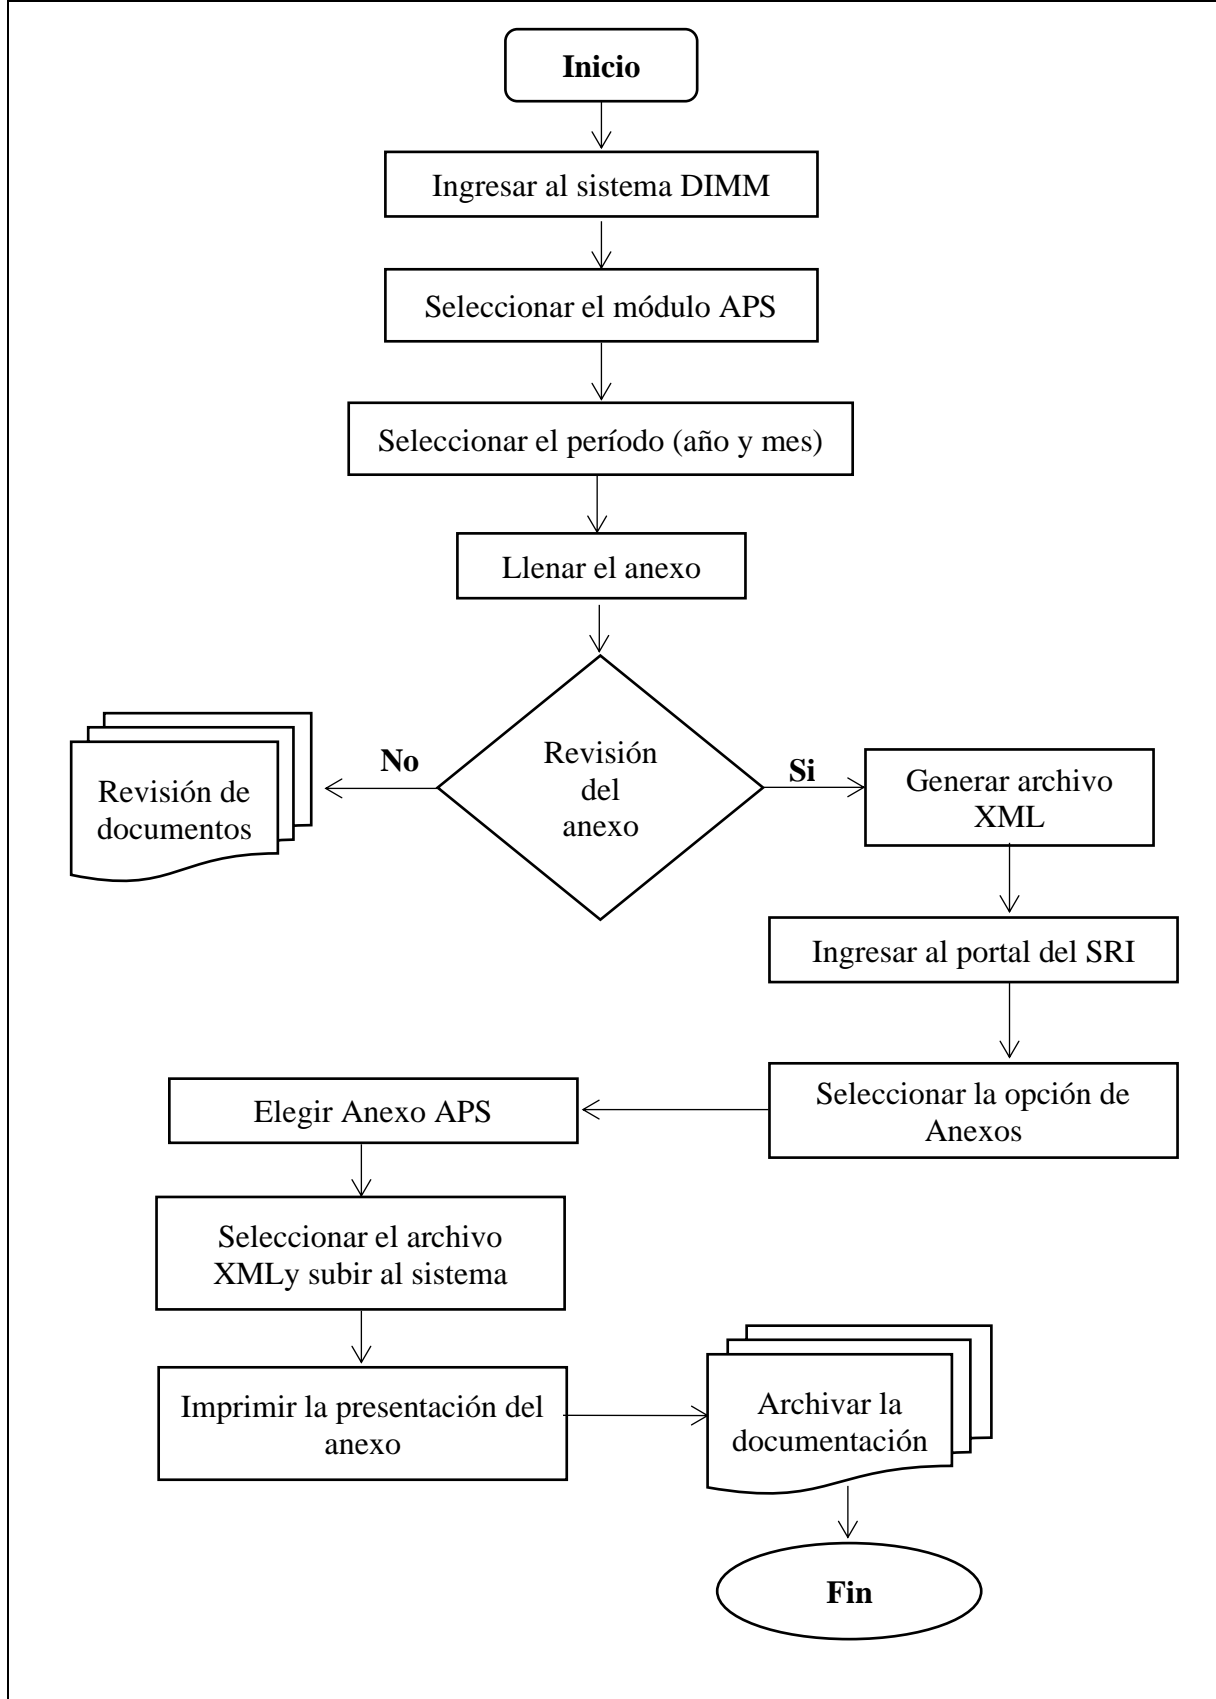 Inicio
Ingresar al sistema DIMM
Seleccionar el módulo APS
Seleccionar el período (año y mes)
Llenar el anexo
Revisión
del
anexo
No
Si
Revisión de
documentos
Generar archivo
XML
Ingresar al portal del SRI
Seleccionar la opción de
Anexos
Elegir Anexo APS
Seleccionar el archivo
XMLy subir al sistema
Imprimir la presentación del
anexo
Archivar la
documentación
Fin